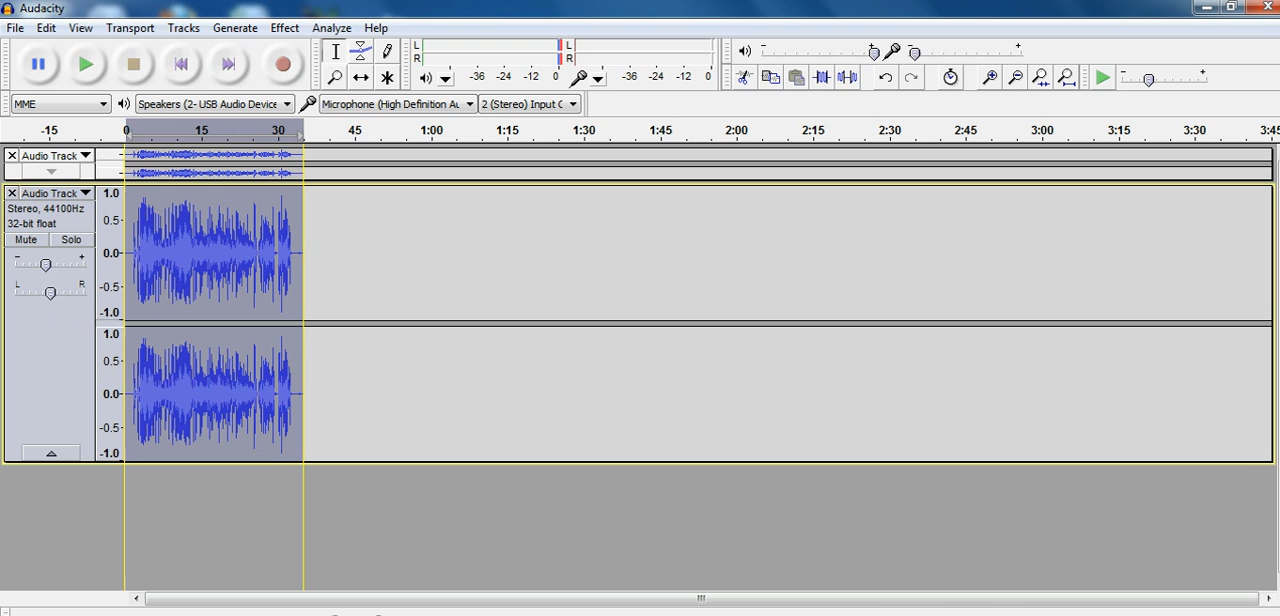 Audacity
File Edit View Transport Tracks Generate Effect Analyze Help
L L
R R
-36 -24 -12 0 -36 -24 -12 0
MME Speakers (2- USB Audio Device Microphone (High Definition Au 2 (Stereo) Input C
-15 0 15 30 45 1:00 1:15 1:30 1:45 2:00 2:15 2:30 2:45 3:00 3:15 3:30 3:45
Audio Track
Audio Track 1.0
Stereo, 44100Hz
32-bit float 0.5
Mute Solo
- + 0.0
L R
-0.5
-1.0
1.0
0.5
0.0
-0.5
-1.0